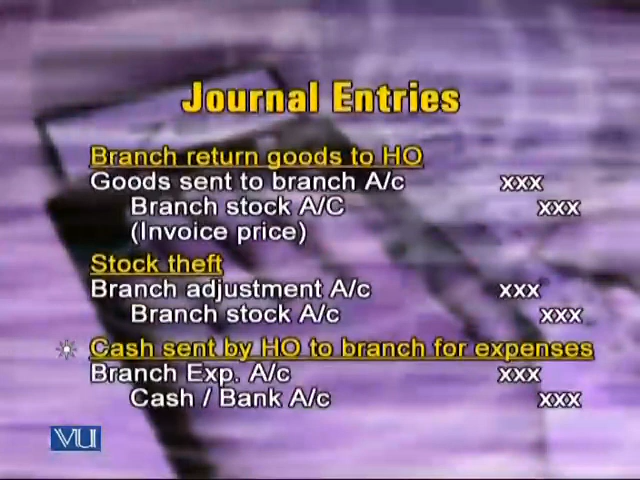 Journal Entries
Branch return goods to HO
Goods sent to branch A/c xxx
Branch stock A/C xxx
(Invoice price)
Stock theft
Branch adjustment A/c xxx
Branch stock A/c xxx
Cash sent by HO to branch for expenses
Branch Exp. A/c xxx
Cash / Bank A/c xxx
VU